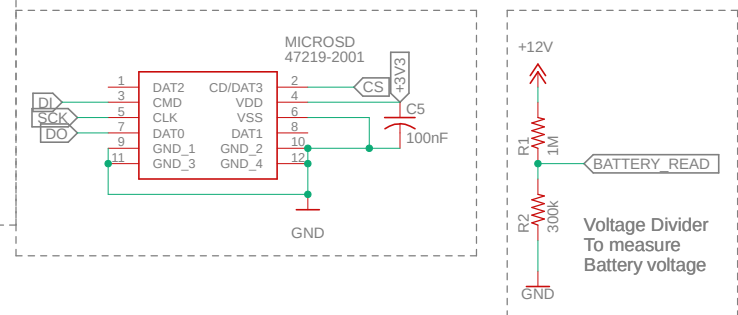 MICROSD
47219-2001
+3V3
1 DAT2 CD/DAT3 2 CS
DI 3 CMD VDD 4
SCK 5 CLK VSS 6 C5
DO 7 DAT0 DAT1 8 100nF
9 GND_1 GND_2 10
11 GND_3 GND_4 12
GND
+12V
R1
1M
BATTERY_READ
R2
300k
GND
Voltage Divider
To measure
Battery voltage